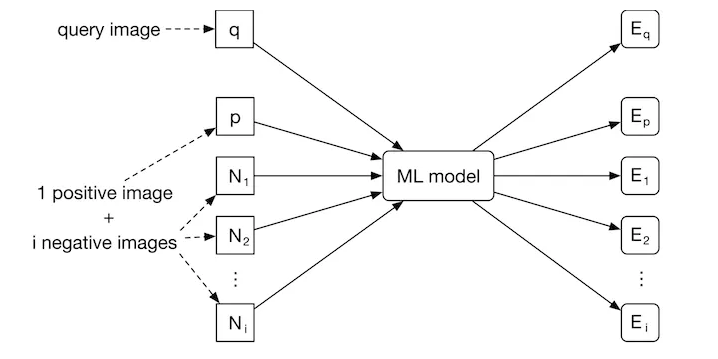 query image
q
E_q
p
E_p
1 positive image
+
i negative images
N_1
ML model
E_1
N_2
E_2
⋮
⋮
N_i
E_i